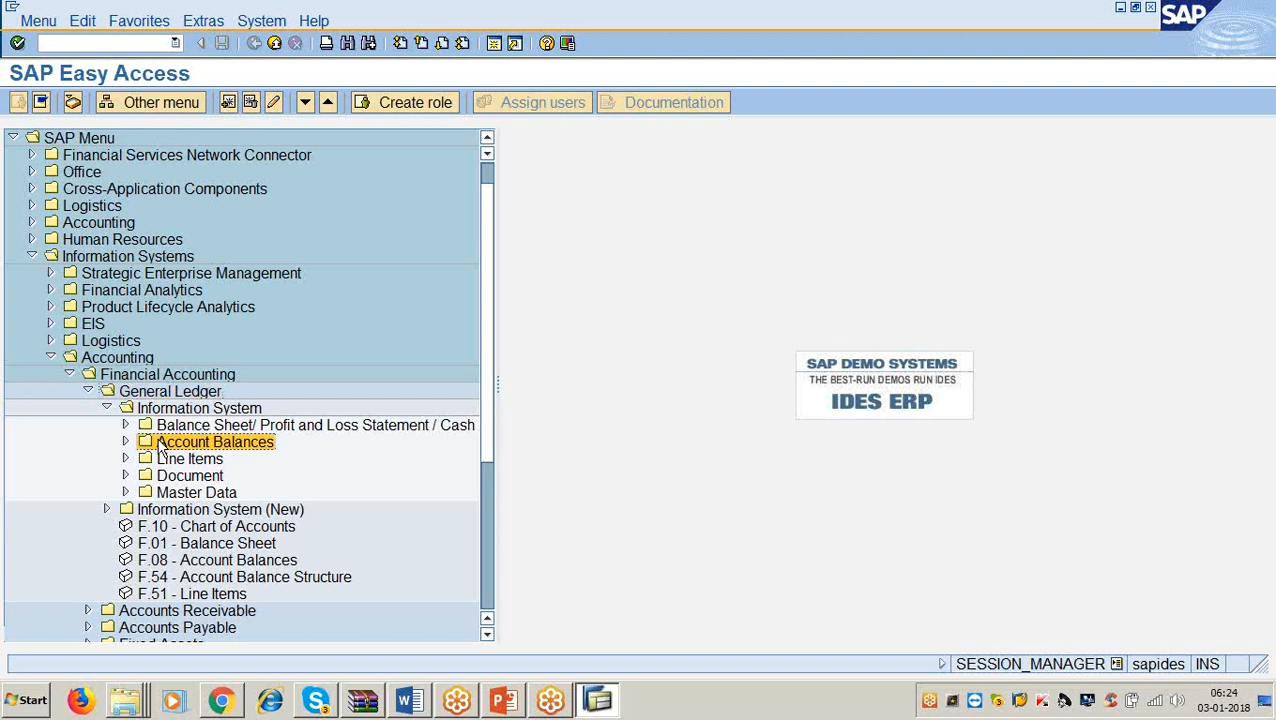 Menu Edit Favorites Extras System Help
SAP
SAP Easy Access
Other menu Create role Assign users Documentation
SAP Menu
Financial Services Network Connector
Office
Cross-Application Components
Logistics
Accounting
Human Resources
Information Systems
Strategic Enterprise Management
Financial Analytics
Product Lifecycle Analytics
EIS
Logistics
Accounting
Financial Accounting
General Ledger
Information System
Balance Sheet/ Profit and Loss Statement / Cash
Account Balances
Line Items
Document
Master Data
Information System (New)
F.10 - Chart of Accounts
F.01 - Balance Sheet
F.08 - Account Balances
F.54 - Account Balance Structure
F.51 - Line Items
Accounts Receivable
Accounts Payable
Fixed Assets
SAP DEMO SYSTEMS
THE BEST-RUN DEMOS RUN IDES
IDES ERP
SESSION_MANAGER sapides INS
Start
06:24
03-01-2018